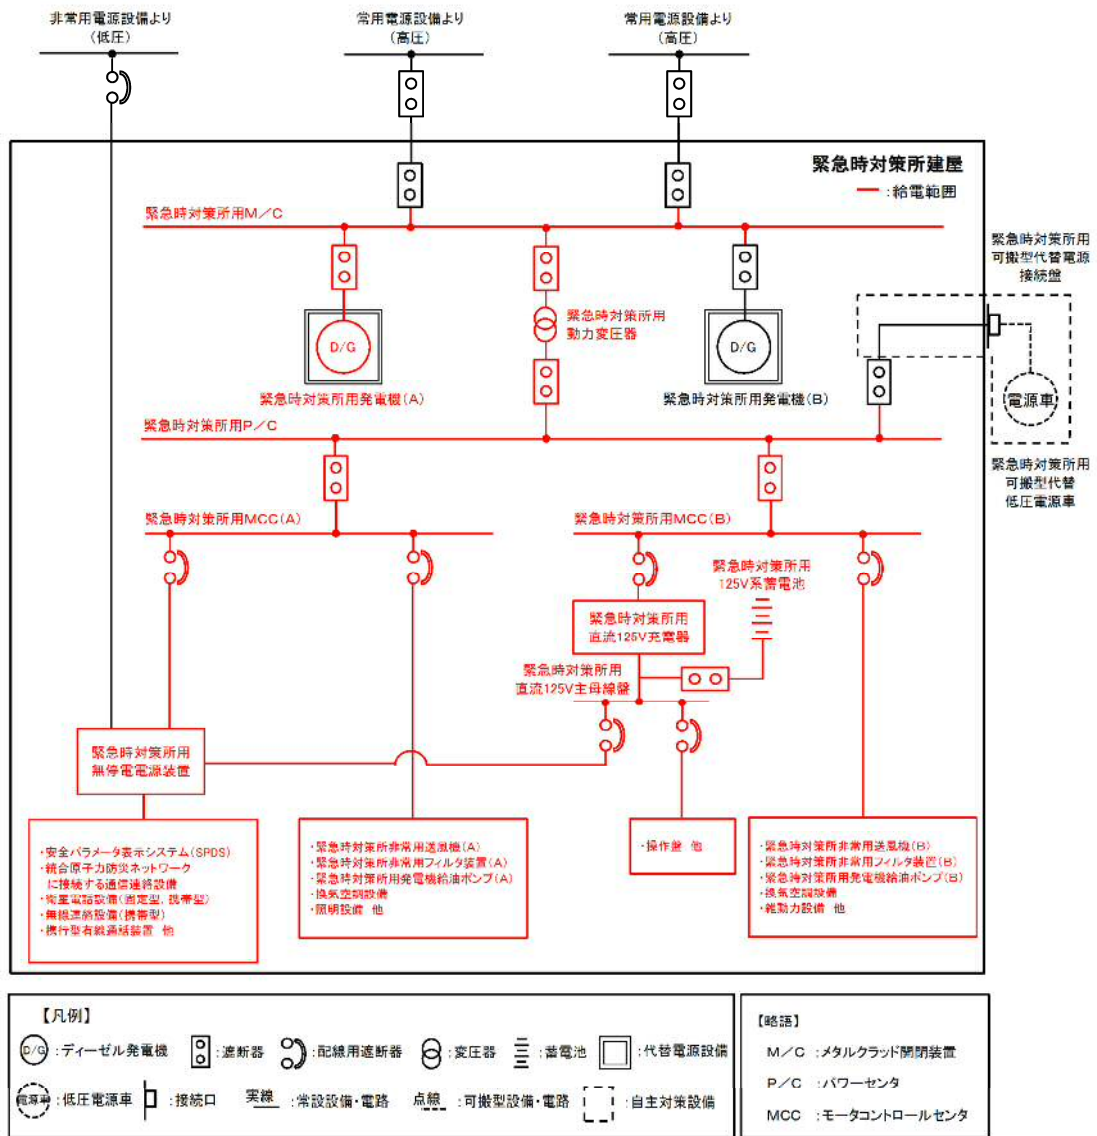 非常用電源設備より
(低圧)
常用電源設備より
(高圧)
常用電源設備より
(高圧)
緊急時対策所建屋
:給電範囲
緊急時対策所用M／C
緊急時対策所用
可搬型代替電源
接続盤
緊急時対策所用
動力変圧器
D/G
D/G
緊急時対策所用発電機(A)
緊急時対策所用発電機(B)
電源車
緊急時対策所用P／C
緊急時対策所用
可搬型代替
低圧電源車
緊急時対策所用MCC(A)
緊急時対策所用MCC(B)
緊急時対策所用
125V系蓄電池
緊急時対策所用
直流125V充電器
緊急時対策所用
直流125V主母線盤
緊急時対策所用
無停電電源装置
・安全パラメータ表示システム(SPDS)
・統合原子力防災ネットワーク
に接続する通信連絡設備
・衛星電話設備(固定型、携帯型)
・無線連絡設備(携帯型)
・携行型有線通話装置 他
・緊急時対策所非常用送風機(A)
・緊急時対策所非常用フィルタ装置(A)
・緊急時対策所用発電機給油ポンプ(A)
・換気空調設備
・照明設備 他
・操作盤 他
・緊急時対策所非常用送風機(B)
・緊急時対策所非常用フィルタ装置(B)
・緊急時対策所用発電機給油ポンプ(B)
・換気空調設備
・雑動力設備 他
【凡例】
D/G :ディーゼル発電機 :遮断器 :配線用遮断器 :変圧器 :蓄電池 :代替電源設備
電源車 :低圧電源車 :接続口 実線 :常設設備・電路 点線 :可搬型設備・電路 :自主対策設備
【略語】
M／C :メタルクラッド開閉装置
P／C :パワーセンタ
MCC :モータコントロールセンタ